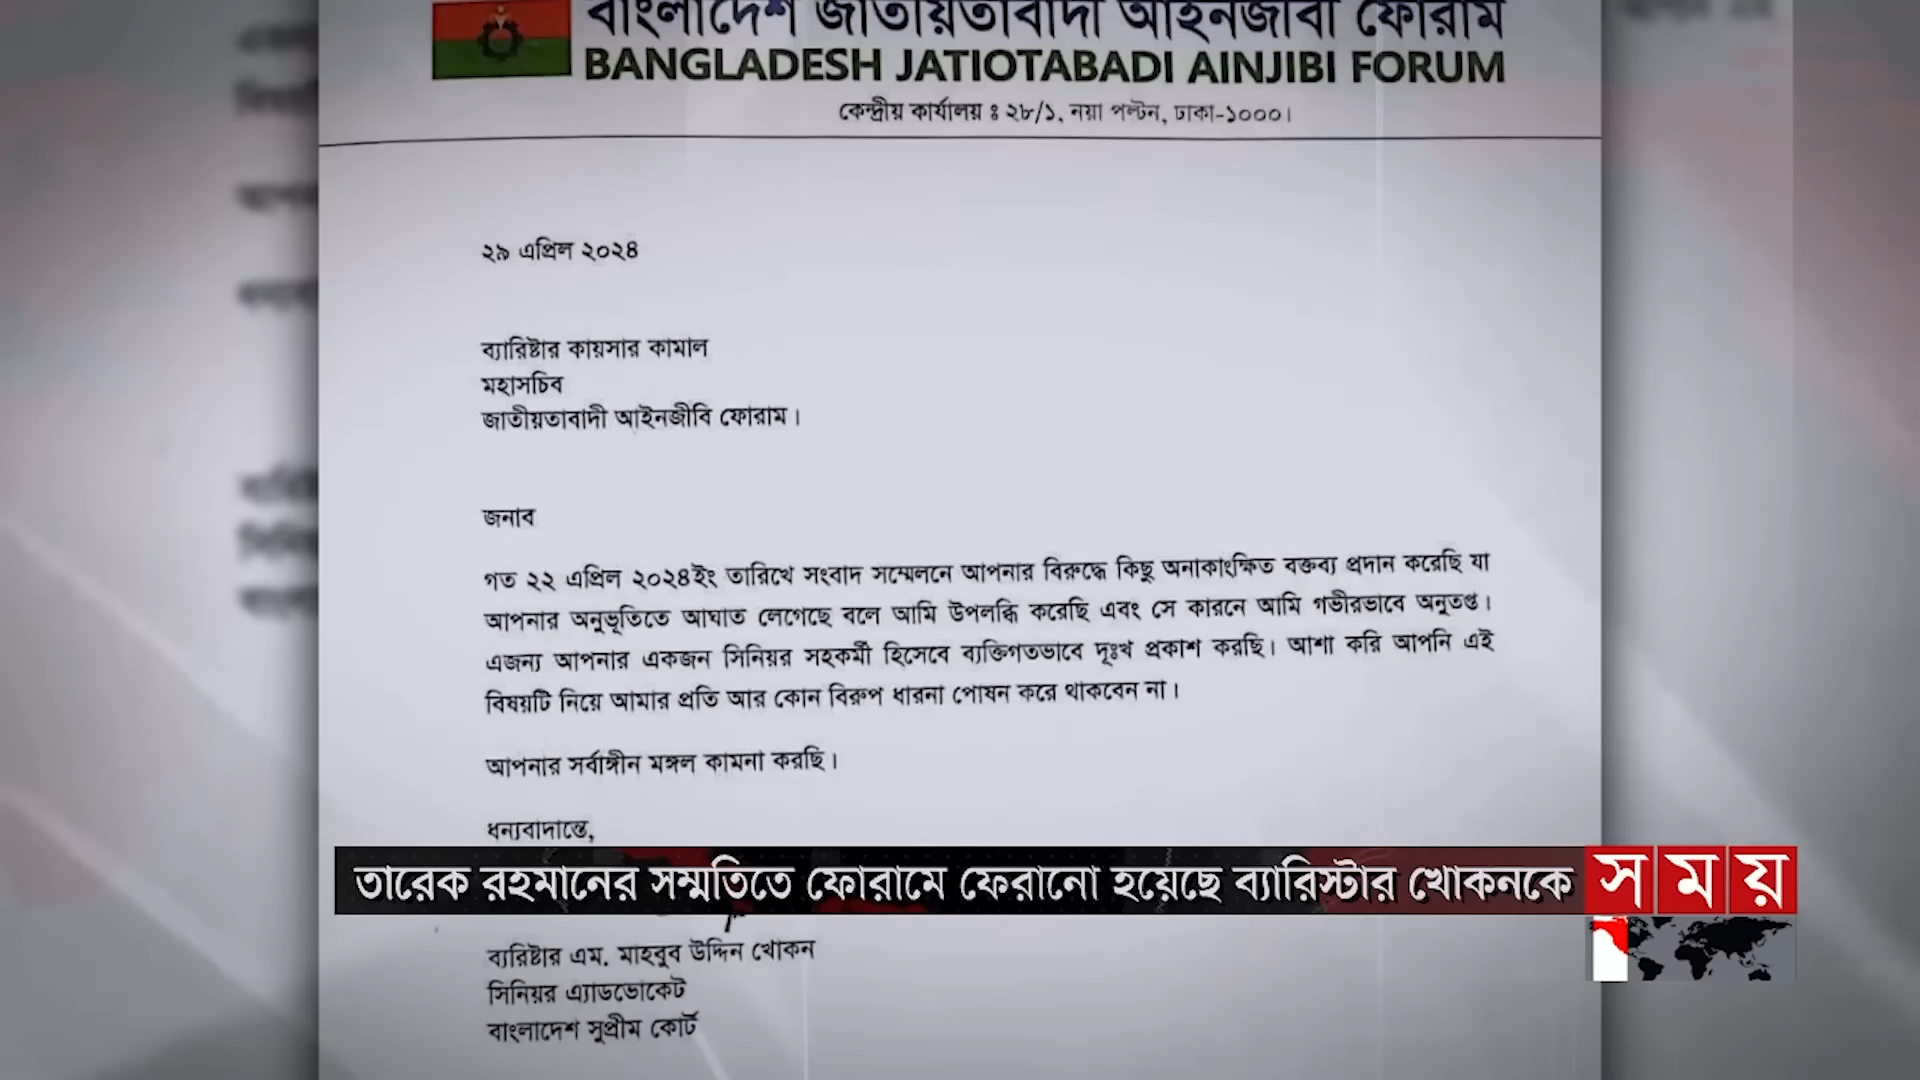 বাংলাদেশ জাতীয়তাবাদী আইনজীবী ফোরাম
BANGLADESH JATIOTABADI AINJIBI FORUM
কেন্দ্রীয় কার্যালয় ঃ ২৮/১, নয়া পল্টন, ঢাকা-১০০০।
২৯ এপ্রিল ২০২৪
ব্যারিষ্টার কায়সার কামাল
মহাসচিব
জাতীয়তাবাদী আইনজীবি ফোরাম।
জনাব
গত ২২ এপ্রিল ২০২৪ইং তারিখে সংবাদ সম্মেলনে আপনার বিরুদ্ধে কিছু অনাকাংক্ষিত বক্তব্য প্রদান করেছি যা
আপনার অনুভূতিতে আঘাত লেগেছে বলে আমি উপলব্ধি করেছি এবং সে কারনে আমি গভীরভাবে অনুতপ্ত।
এজন্য আপনার একজন সিনিয়র সহকর্মী হিসেবে ব্যক্তিগতভাবে দূঃখ প্রকাশ করছি। আশা করি আপনি এই
বিষয়টি নিয়ে আমার প্রতি আর কোন বিরুপ ধারনা পোষন করে থাকবেন না।
আপনার সর্বাঙ্গীন মঙ্গল কামনা করছি।
ধন্যবাদান্তে,
তারেক রহমানের সম্মতিতে ফোরামে ফেরানো হয়েছে ব্যারিস্টার খোকনকে
সময়
ব্যরিষ্টার এম. মাহবুব উদ্দিন খোকন
সিনিয়র এ্যাডভোকেট
বাংলাদেশ সুপ্রীম কোর্ট